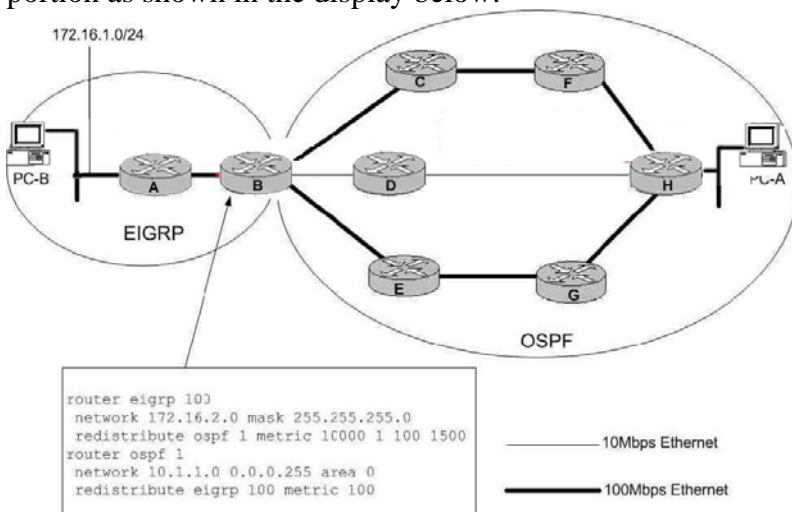 portion as shown in the display below.
172.16.1.0/24
C
F
PC-B
A
B
D
H
PC-A
EIGRP
E
G
OSPF
router eigrp 100
network 172.16.2.0 mask 255.255.255.0
redistribute ospf 1 metric 10000 1 100 1500
router ospf 1
network 10.1.1.0 0.0.0.255 area 0
redistribute eigrp 100 metric 100
10Mbps Ethernet
100Mbps Ethernet